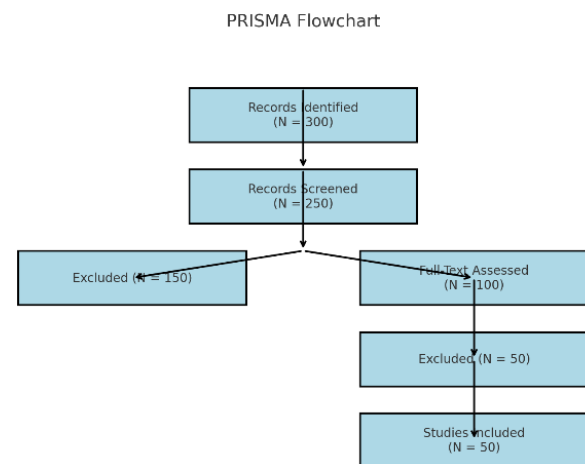 PRISMA Flowchart
Records Identified
(N = 300)
Records Screened
(N = 250)
Excluded (N = 150)
Full-Text Assessed
(N = 100)
Excluded (N = 50)
Studies Included
(N = 50)